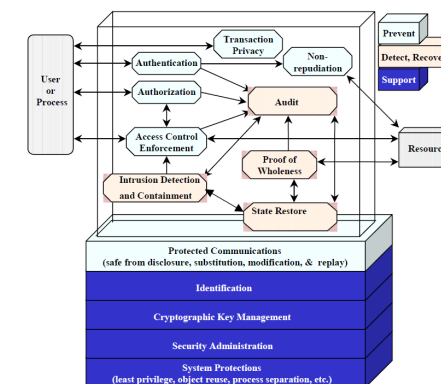 Transaction
Privacy
Prevent
Non-
repudiation
Detect, Recove
User
or
Process
Authentication
Support
Authorization
Audit
Access Control
Enforcement
Resourc
Proof of
Wholeness
Intrusion Detection
and Containment
State Restore
Protected Communications
(safe from disclosure, substitution, modification, & replay)
Identification
Cryptographic Key Management
Security Administration
System Protections
(least privilege, object reuse, process separation, etc.)